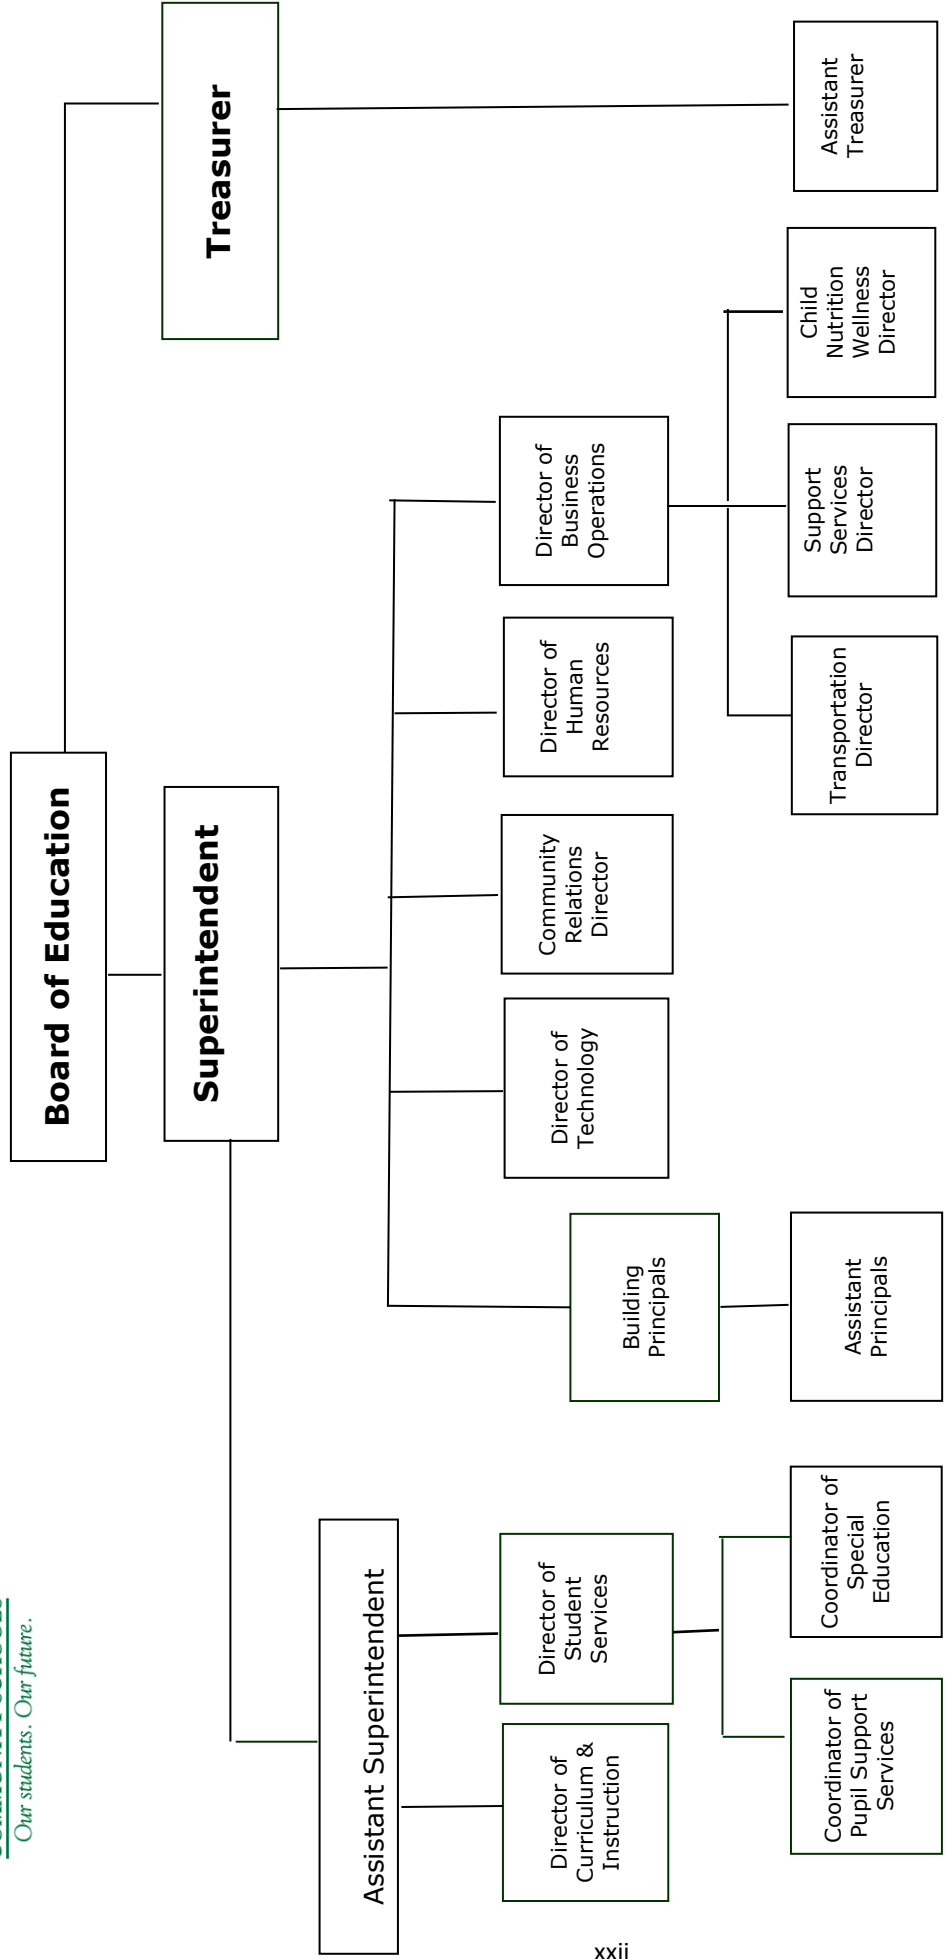 Our students. Our future.
Board of Education
Superintendent
Treasurer
Assistant Superintendent
Director of
Curriculum &
Instruction
Director of
Student
Services
Building
Principals
Director of
Technology
Community
Relations
Director
Director of
Human
Resources
Director of
Business
Operations
Coordinator of
Pupil Support
Services
Coordinator of
Special
Education
Assistant
Principals
Transportation
Director
Support
Services
Director
Child
Nutrition
Wellness
Director
Assistant
Treasurer
xxii